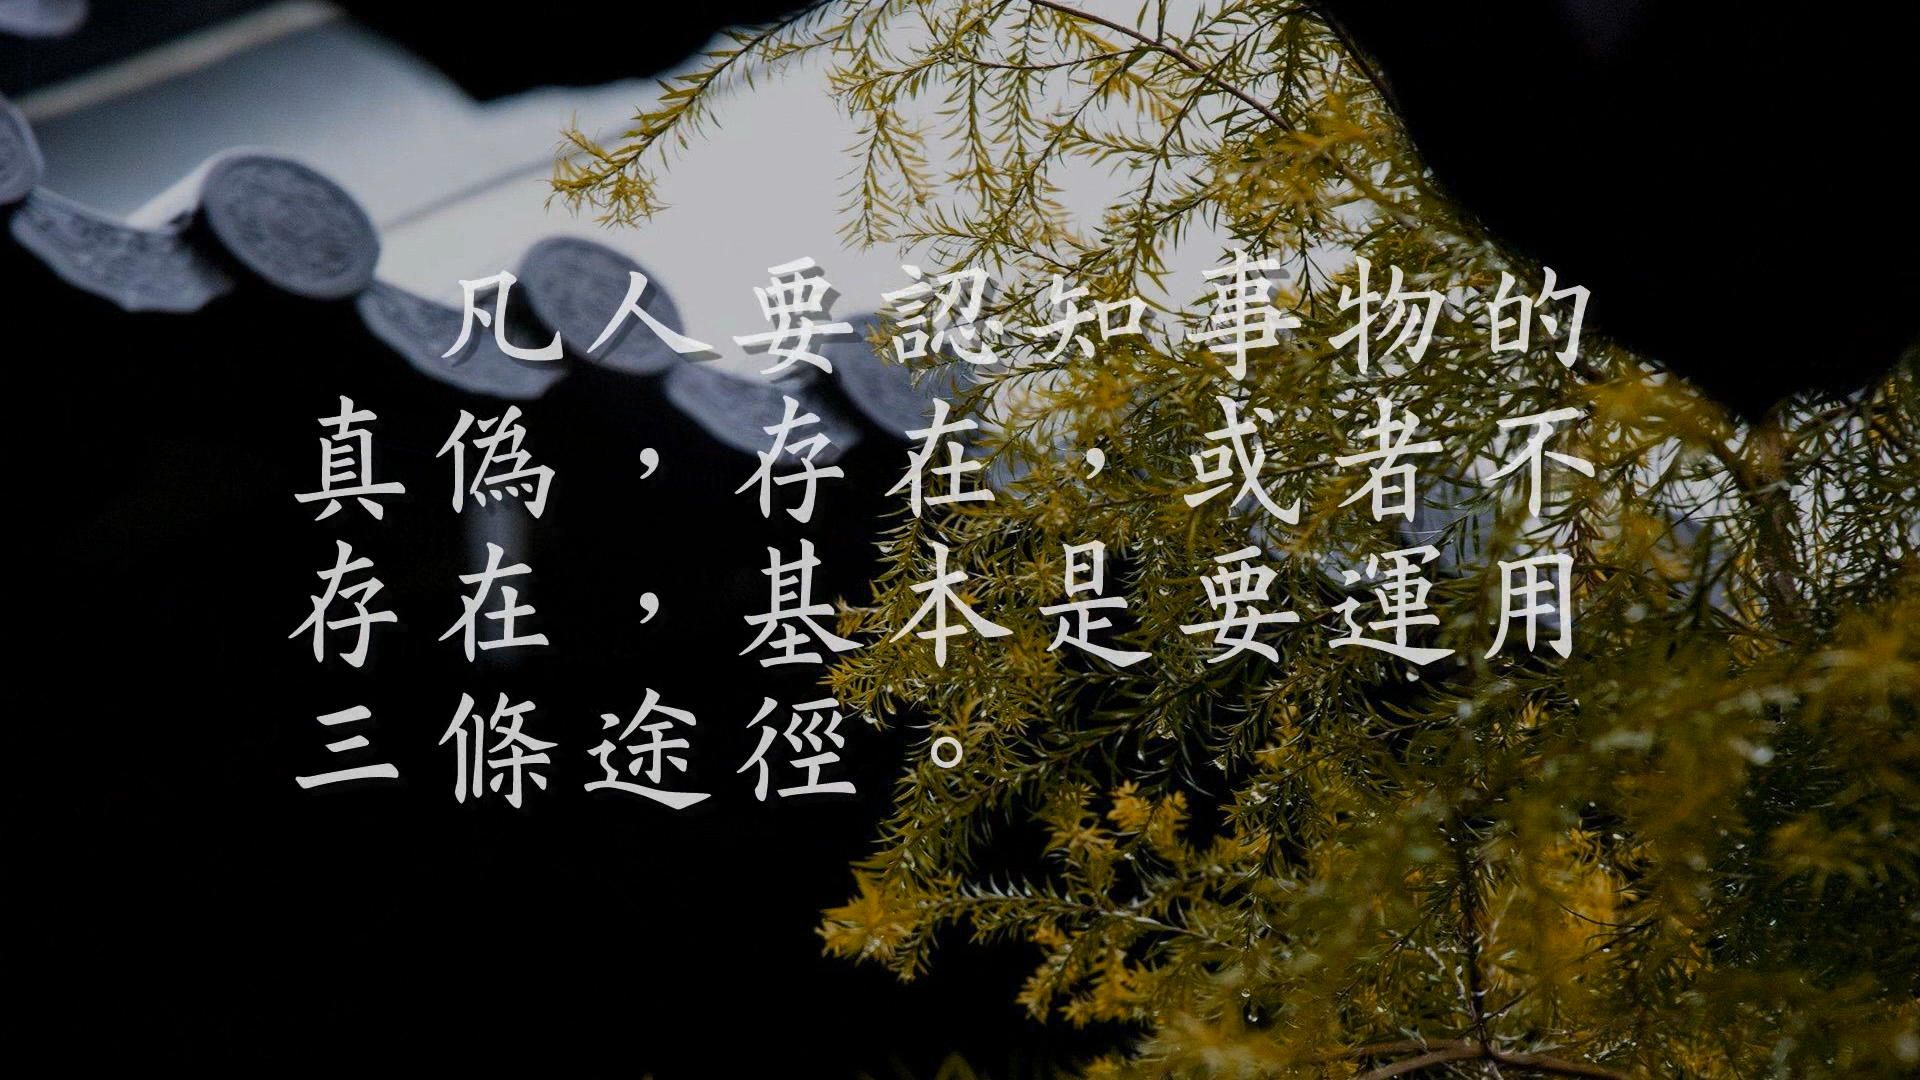 凡人要認知事物的
真偽，存在，或者不
存在，基本是要運用
三條途徑。